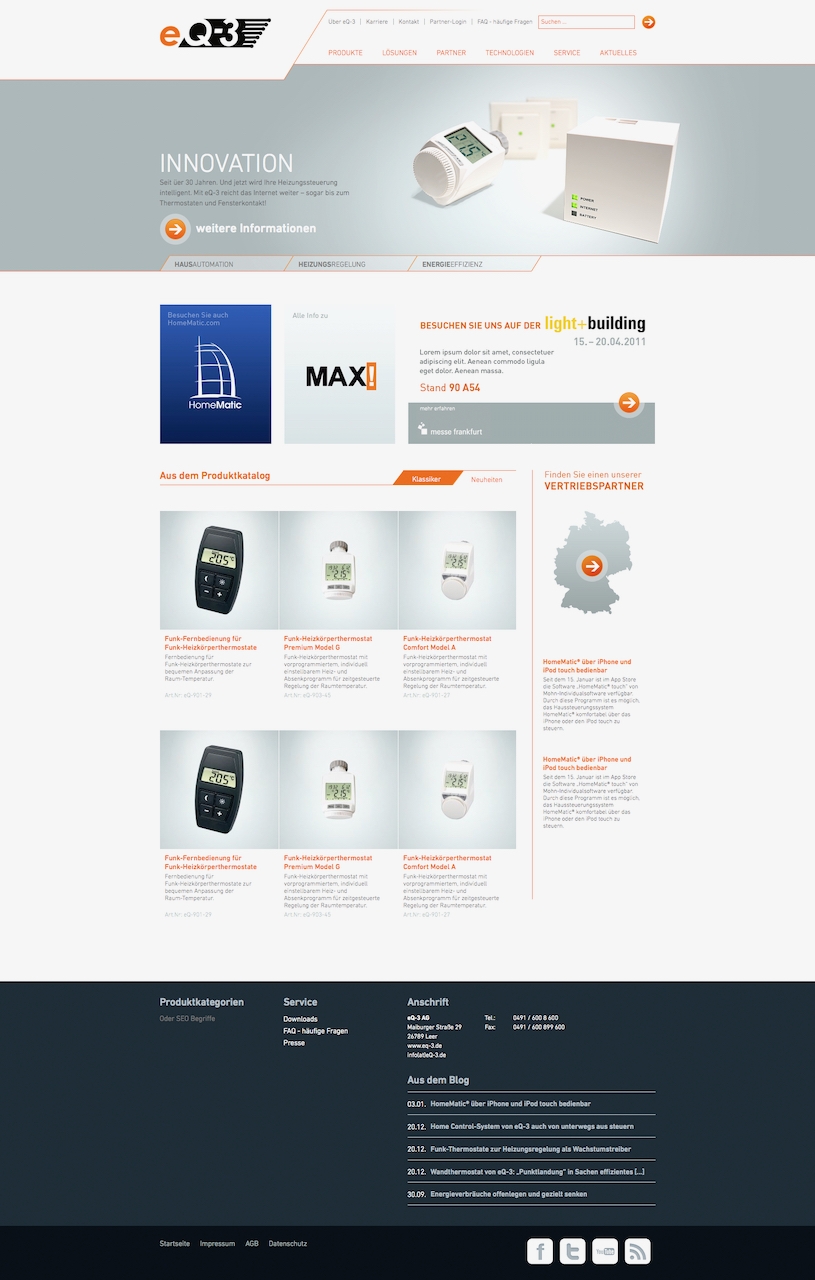 eQ-3
Über eQ-3 | Karriere | Kontakt | Partner-Login | FAQ - häufige Fragen
Suchen ...
PRODUKTE LÖSUNGEN PARTNER TECHNOLOGIEN SERVICE AKTUELLES
INNOVATION
Seit üer 30 Jahren. Und jetzt wird Ihre Heizungssteuerung
intelligent. Mit eQ-3 reicht das Internet weiter – sogar bis zum
Thermostaten und Fensterkontakt!
weitere Informationen
21.5
POWER
INTERNET
BATTERY
HAUSAUTOMATION HEIZUNGSREGELUNG ENERGIEEFFIZIENZ
Besuchen Sie auch
HomeMatic.com
HomeMatic
Alle Info zu
MAX!
BESUCHEN SIE UNS AUF DER light+building
15. – 20.04.2011
Lorem ipsum dolor sit amet, consectetuer
adipiscing elit. Aenean commodo ligula
eget dolor. Aenean massa.
Stand 90 A54
mehr erfahren
messe frankfurt
Aus dem Produktkatalog
Klassiker
Neuheiten
Funk-Fernbedienung für
Funk-Heizkörperthermostate
Fernbedienung für
Funk-Heizkörperthermostate zur
bequemen Anpassung der
Raum-Temperatur.
Art.Nr: eQ-901-29
Funk-Heizkörperthermostat
Premium Model G
Funk-Heizkörperthermostat mit
vorprogrammiertem, individuell
einstellbarem Heiz- und
Absenkprogramm für zeitgesteuerte
Regelung der Raumtemperatur.
Art.Nr: eQ-903-45
Funk-Heizkörperthermostat
Comfort Model A
Funk-Heizkörperthermostat mit
vorprogrammiertem, individuell
einstellbarem Heiz- und
Absenkprogramm für zeitgesteuerte
Regelung der Raumtemperatur.
Art.Nr: eQ-901-27
Funk-Fernbedienung für
Funk-Heizkörperthermostate
Fernbedienung für
Funk-Heizkörperthermostate zur
bequemen Anpassung der
Raum-Temperatur.
Art.Nr: eQ-901-29
Funk-Heizkörperthermostat
Premium Model G
Funk-Heizkörperthermostat mit
vorprogrammiertem, individuell
einstellbarem Heiz- und
Absenkprogramm für zeitgesteuerte
Regelung der Raumtemperatur.
Art.Nr: eQ-903-45
Funk-Heizkörperthermostat
Comfort Model A
Funk-Heizkörperthermostat mit
vorprogrammiertem, individuell
einstellbarem Heiz- und
Absenkprogramm für zeitgesteuerte
Regelung der Raumtemperatur.
Art.Nr: eQ-901-27
Finden Sie einen unserer
VERTRIEBSPARTNER
HomeMatic® über iPhone und
iPod touch bedienbar
Seit dem 15. Januar ist im App Store
die Software „HomeMatic® touch“ von
Mohn-Individualsoftware verfügbar.
Durch diese Programm ist es möglich,
das Haussteuerungssystem
HomeMatic® komfortabel über das
iPhone oder den iPod touch zu
steuern.
HomeMatic® über iPhone und
iPod touch bedienbar
Seit dem 15. Januar ist im App Store
die Software „HomeMatic® touch“ von
Mohn-Individualsoftware verfügbar.
Durch diese Programm ist es möglich,
das Haussteuerungssystem
HomeMatic® komfortabel über das
iPhone oder den iPod touch zu
steuern.
Produktkategorien
Oder SEO Begriffe
Service
Downloads
FAQ - häufige Fragen
Presse
Anschrift
eQ-3 AG
Maiburger Straße 29
26789 Leer
www.eq-3.de
info(at)eQ-3.de
Tel.: 0491 / 600 8 600
Fax: 0491 / 600 899 600
Aus dem Blog
03.01. HomeMatic® über iPhone und iPod touch bedienbar
20.12. Home Control-System von eQ-3 auch von unterwegs aus steuern
20.12. Funk-Thermostate zur Heizungsregelung als Wachstumstreiber
20.12. Wandthermostat von eQ-3: „Punktlandung“ in Sachen effizientes [...]
30.09. Energieverbräuche offenlegen und gezielt senken
Startseite Impressum AGB Datenschutz
YouTube